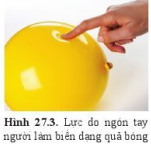 Hình 27.3. Lực do ngón tay
người làm biến dạng quả bóng